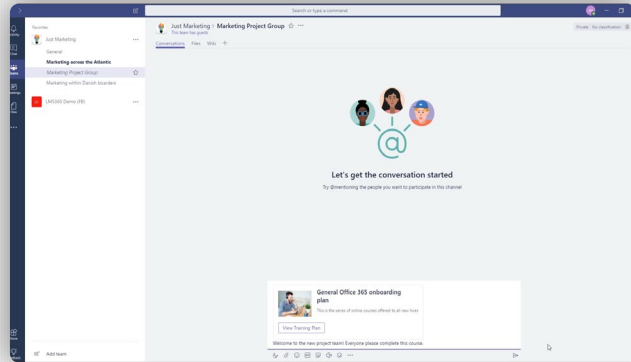 Search or type a command
Favorites
Just Marketing
General
Marketing across the Atlantis
Marketing Project Group
Marketing within Danish boarders
LMS365 Demo (FB)
Add team
Just Marketing › Marketing Project Group
This team has guests
Private
Conversations Files Wiki
Let's get the conversation started
Try @mentioning the people you want to participate in this channel
General Office 365 onboarding
plan
This is the series of online courses offered to all new hires
View Training Plan
Welcome to the new project team! Everyone please complete this course.